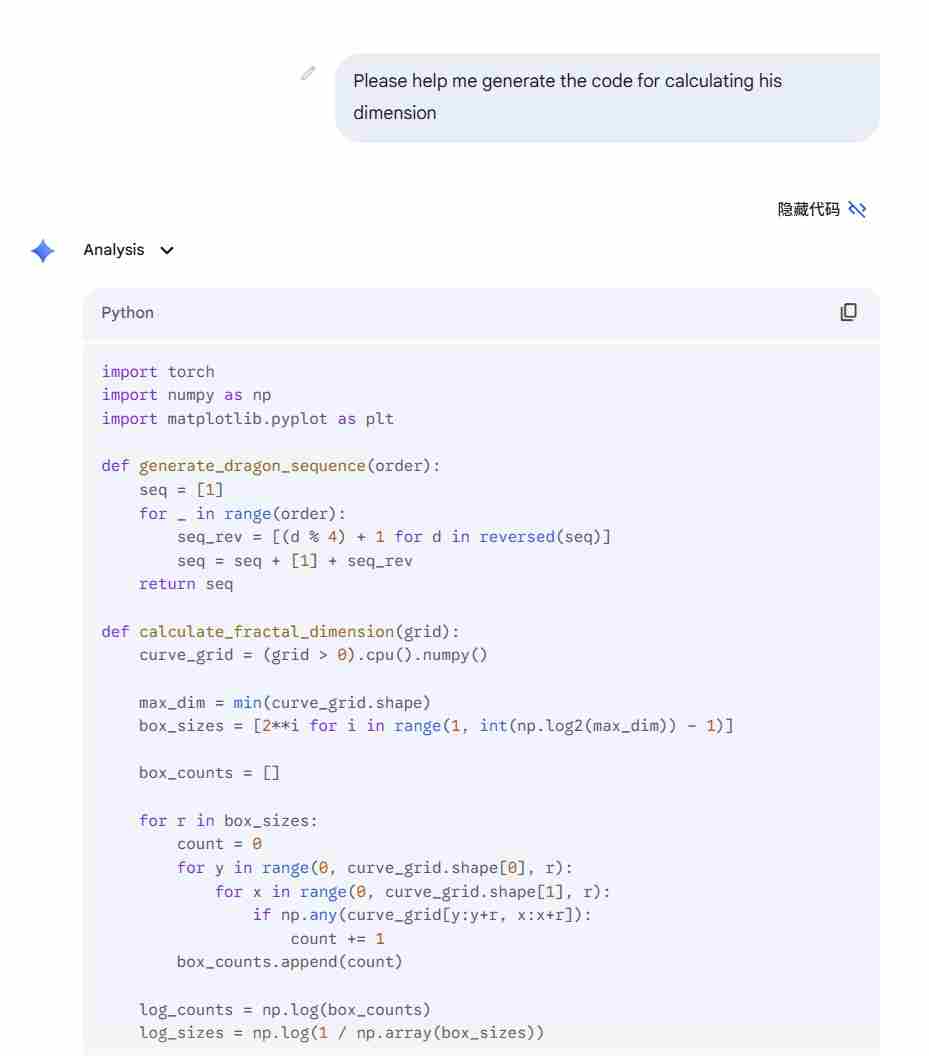 Please help me generate the code for calculating his
dimension
隐藏代码
Analysis
Python
import torch
import numpy as np
import matplotlib.pyplot as plt
def generate_dragon_sequence(order):
    seq = [1]
    for _ in range(order):
        seq_rev = [(d % 4) + 1 for d in reversed(seq)]
        seq = seq + [1] + seq_rev
    return seq
def calculate_fractal_dimension(grid):
    curve_grid = (grid > 0).cpu().numpy()
    max_dim = min(curve_grid.shape)
    box_sizes = [2**i for i in range(1, int(np.log2(max_dim)) - 1)]
    box_counts = []
    for r in box_sizes:
        count = 0
        for y in range(0, curve_grid.shape[0], r):
            for x in range(0, curve_grid.shape[1], r):
                if np.any(curve_grid[y:y+r, x:x+r]):
                    count += 1
        box_counts.append(count)
    log_counts = np.log(box_counts)
    log_sizes = np.log(1 / np.array(box_sizes))